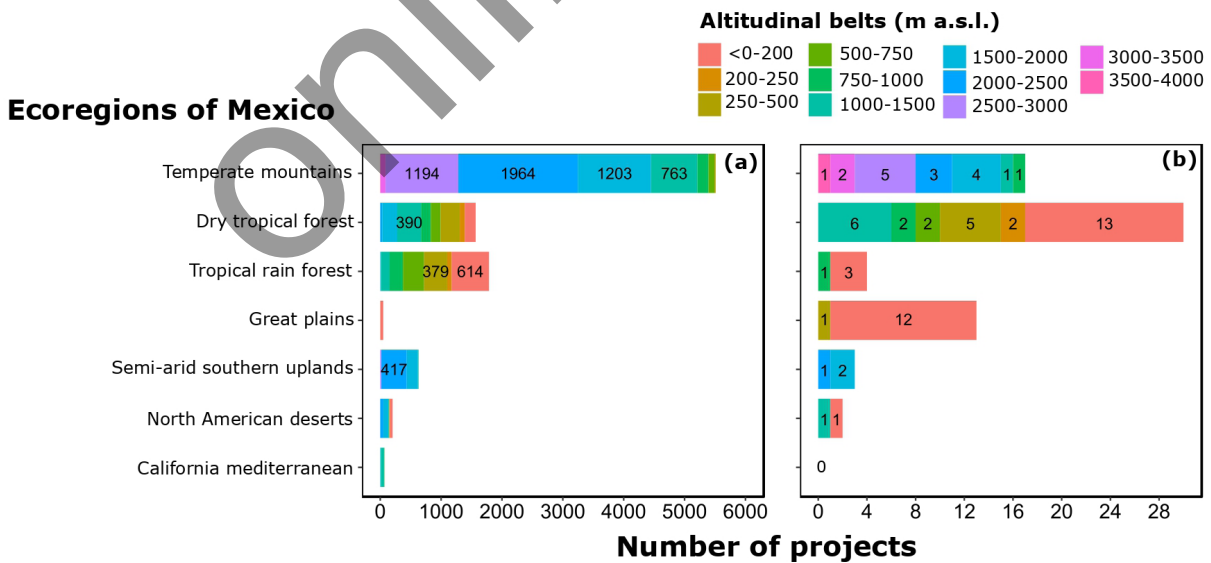 Altitudinal belts (m a.s.l.)
<0-200 500-750 1500-2000 3000-3500
200-250 750-1000 2000-2500 3500-4000
250-500 1000-1500 2500-3000
Ecoregions of Mexico
(a) (b)
Temperate mountains 1194 1964 1203 763 1 2 5 3 4 1 1
Dry tropical forest 390 6 2 2 5 2 13
Tropical rain forest 379 614 1 3
Great plains 1 12
Semi-arid southern uplands 417 1 2
North American deserts 1 1
California mediterranean 0
0 1000 2000 3000 4000 5000 6000 0 4 8 12 16 20 24 28
Number of projects